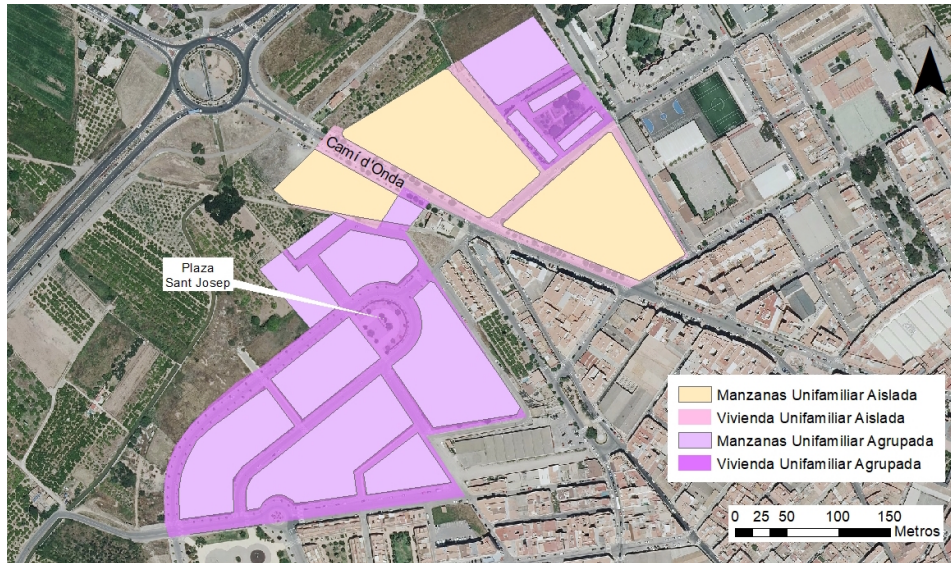 Camí d'Onda
Plaza
Sant Josep
Manzanas Unifamiliar Aislada
Vivienda Unifamiliar Aislada
Manzanas Unifamiliar Agrupada
Vivienda Unifamiliar Agrupada
0 25 50 100 150
Metros